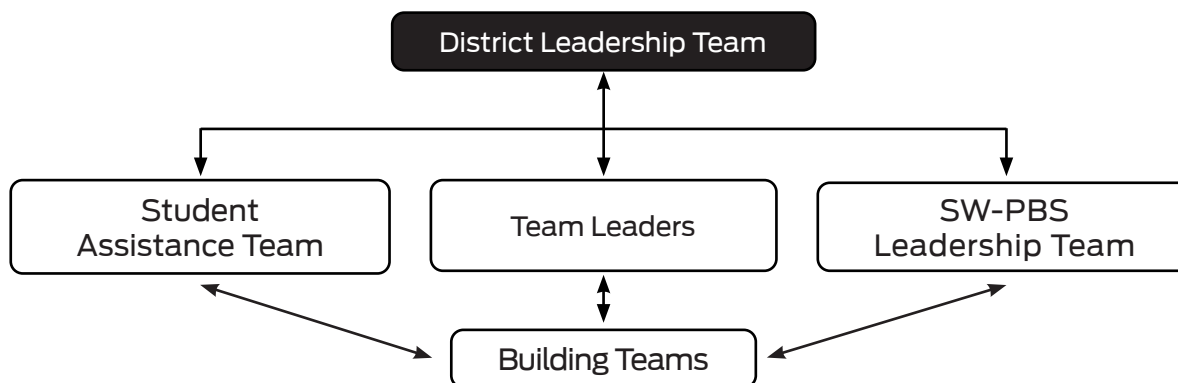 District Leadership Team
Student
Assistance Team
Team Leaders
SW-PBS
Leadership Team
Building Teams